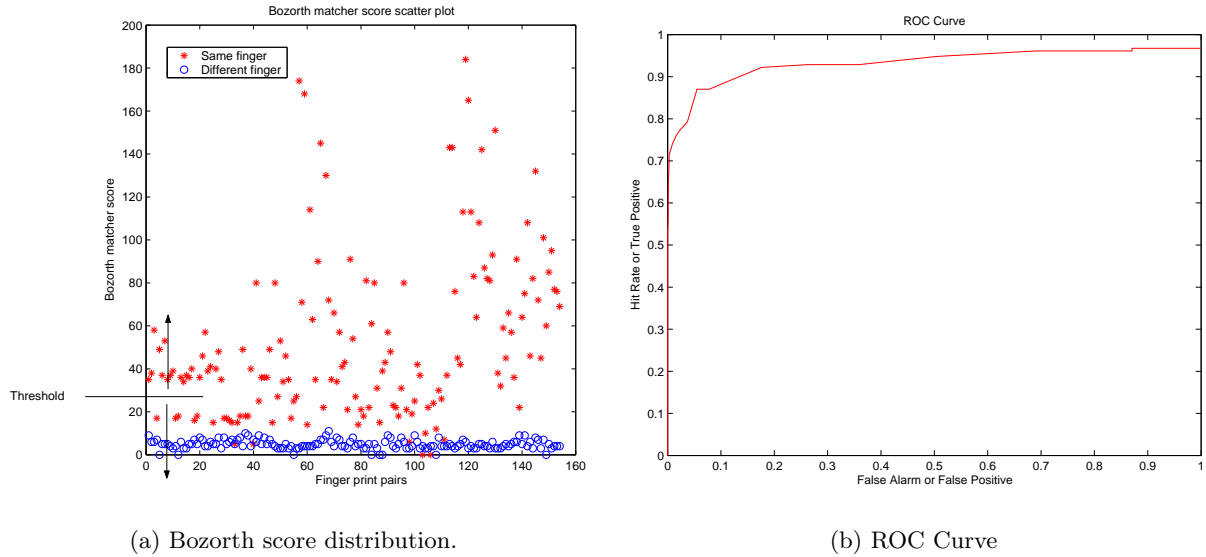 Bozorth matcher score scatter plot
200
180
160
140
120
100
80
60
40
20
0
Bozorth matcher score
Same finger
Different finger
Threshold
0 20 40 60 80 100 120 140 160
Finger print pairs
(a) Bozorth score distribution.
ROC Curve
1
0.9
0.8
0.7
0.6
0.5
0.4
0.3
0.2
0.1
0
Hit Rate or True Positive
0 0.1 0.2 0.3 0.4 0.5 0.6 0.7 0.8 0.9 1
False Alarm or False Positive
(b) ROC Curve